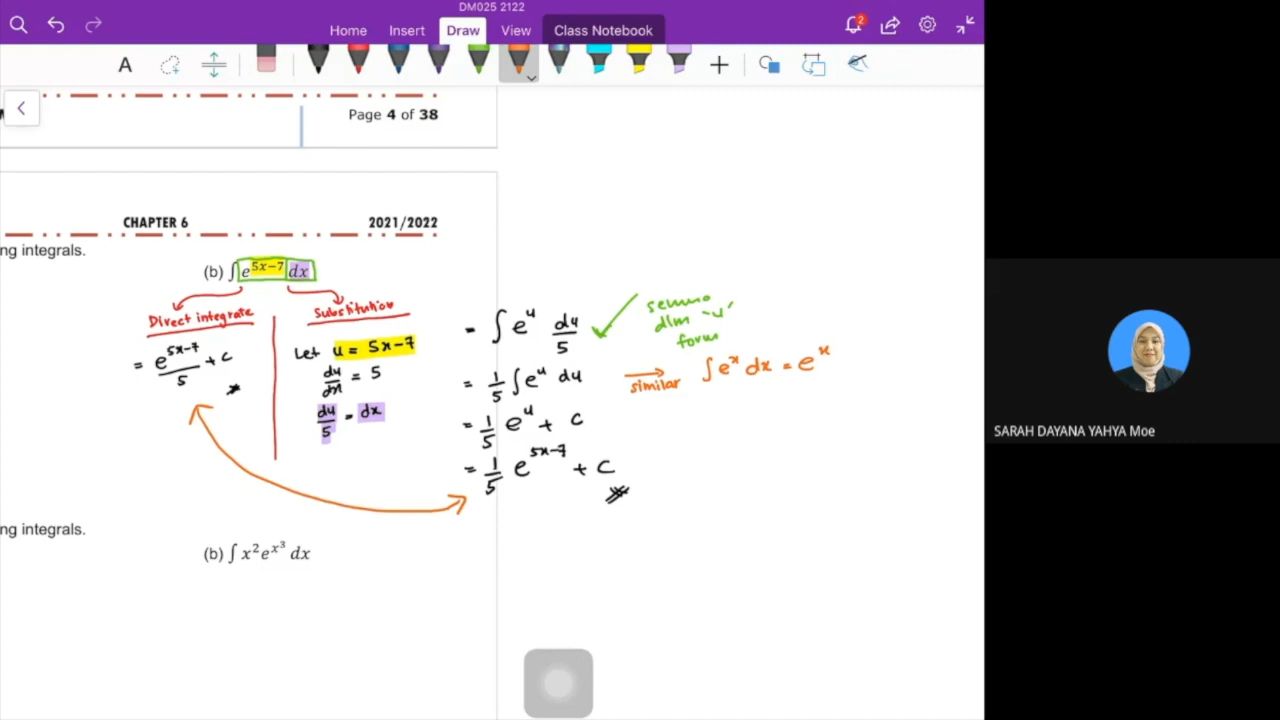 DM025 2122
Home Insert Draw View Class Notebook
2
A
Page 4 of 38
CHAPTER 6 2021/2022
ng integrals.
(b) ∫ e^{5x−7} dx
Direct integrate
= e^{5x-7}/5 + c
Substitution
Let u = 5x-7
du/dx = 5
du/5 = dx
= ∫ e^u du/5
= 1/5 ∫ e^u du
= 1/5 e^u + c
= 1/5 e^{5x-7} + c
semua
dlm "u"
form
similar ∫ e^x dx = e^x
ng integrals.
(b) ∫ x²e^{x³} dx
SARAH DAYANA YAHYA Moe